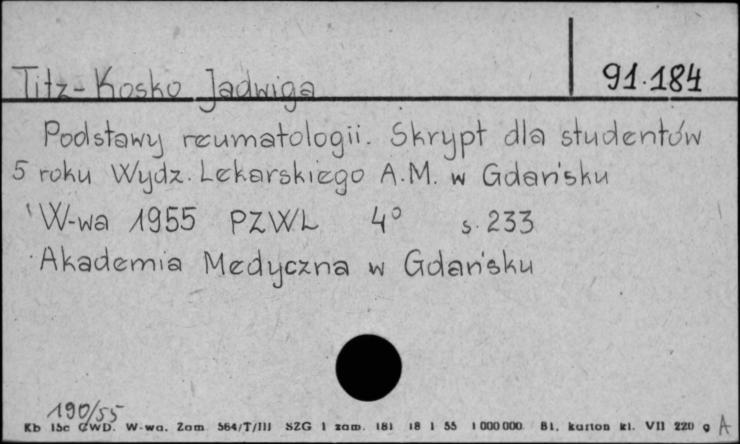 Titz-Kosko Jadwiga
91.184
Podstawy reumatologii. Skrypt dla studentów
5 roku Wydz. Lekarskiego A.M. w Gdańsku
W-wa 1955 PZWL 4° s. 233
Akademia Medyczna w Gdańsku
190/55
Kb 15c CWD. W-wa. Zam. 564/T/III SZG 1 zam. 181 18 1 55 1 000 000. Bł. karton kl. VII 220 g A